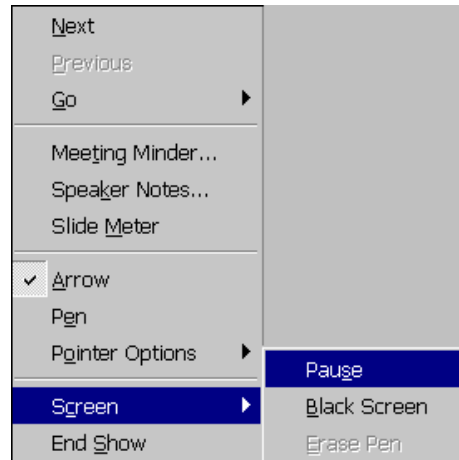 Next
Previous
Go
Meeting Minder...
Speaker Notes...
Slide Meter
Arrow
Pen
Pointer Options
Screen
End Show
Pause
Black Screen
Erase Pen